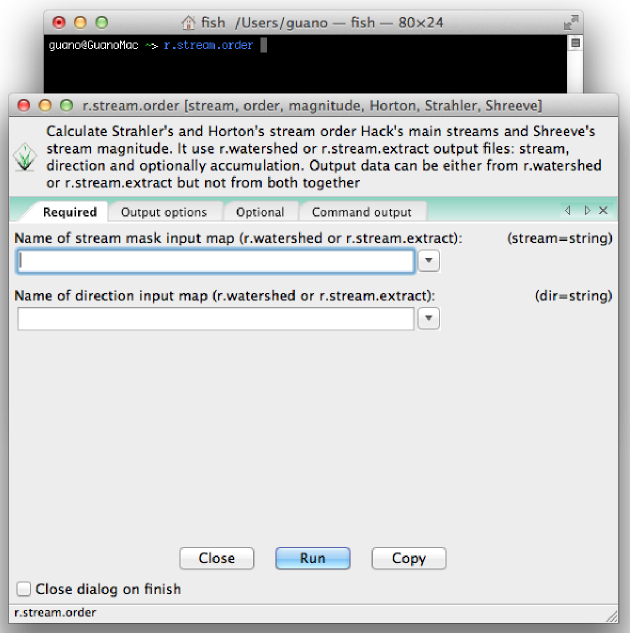 fish /Users/guano — fish — 80×24
guano@GuanoMac ~> r.stream.order
r.stream.order [stream, order, magnitude, Horton, Strahler, Shreeve]
Calculate Strahler's and Horton's stream order Hack's main streams and Shreeve's
stream magnitude. It use r.watershed or r.stream.extract output files: stream,
direction and optionally accumulation. Output data can be either from r.watershed
or r.stream.extract but not from both together
Required Output options Optional Command output
Name of stream mask input map (r.watershed or r.stream.extract): (stream=string)
Name of direction input map (r.watershed or r.stream.extract): (dir=string)
Close Run Copy
Close dialog on finish
r.stream.order